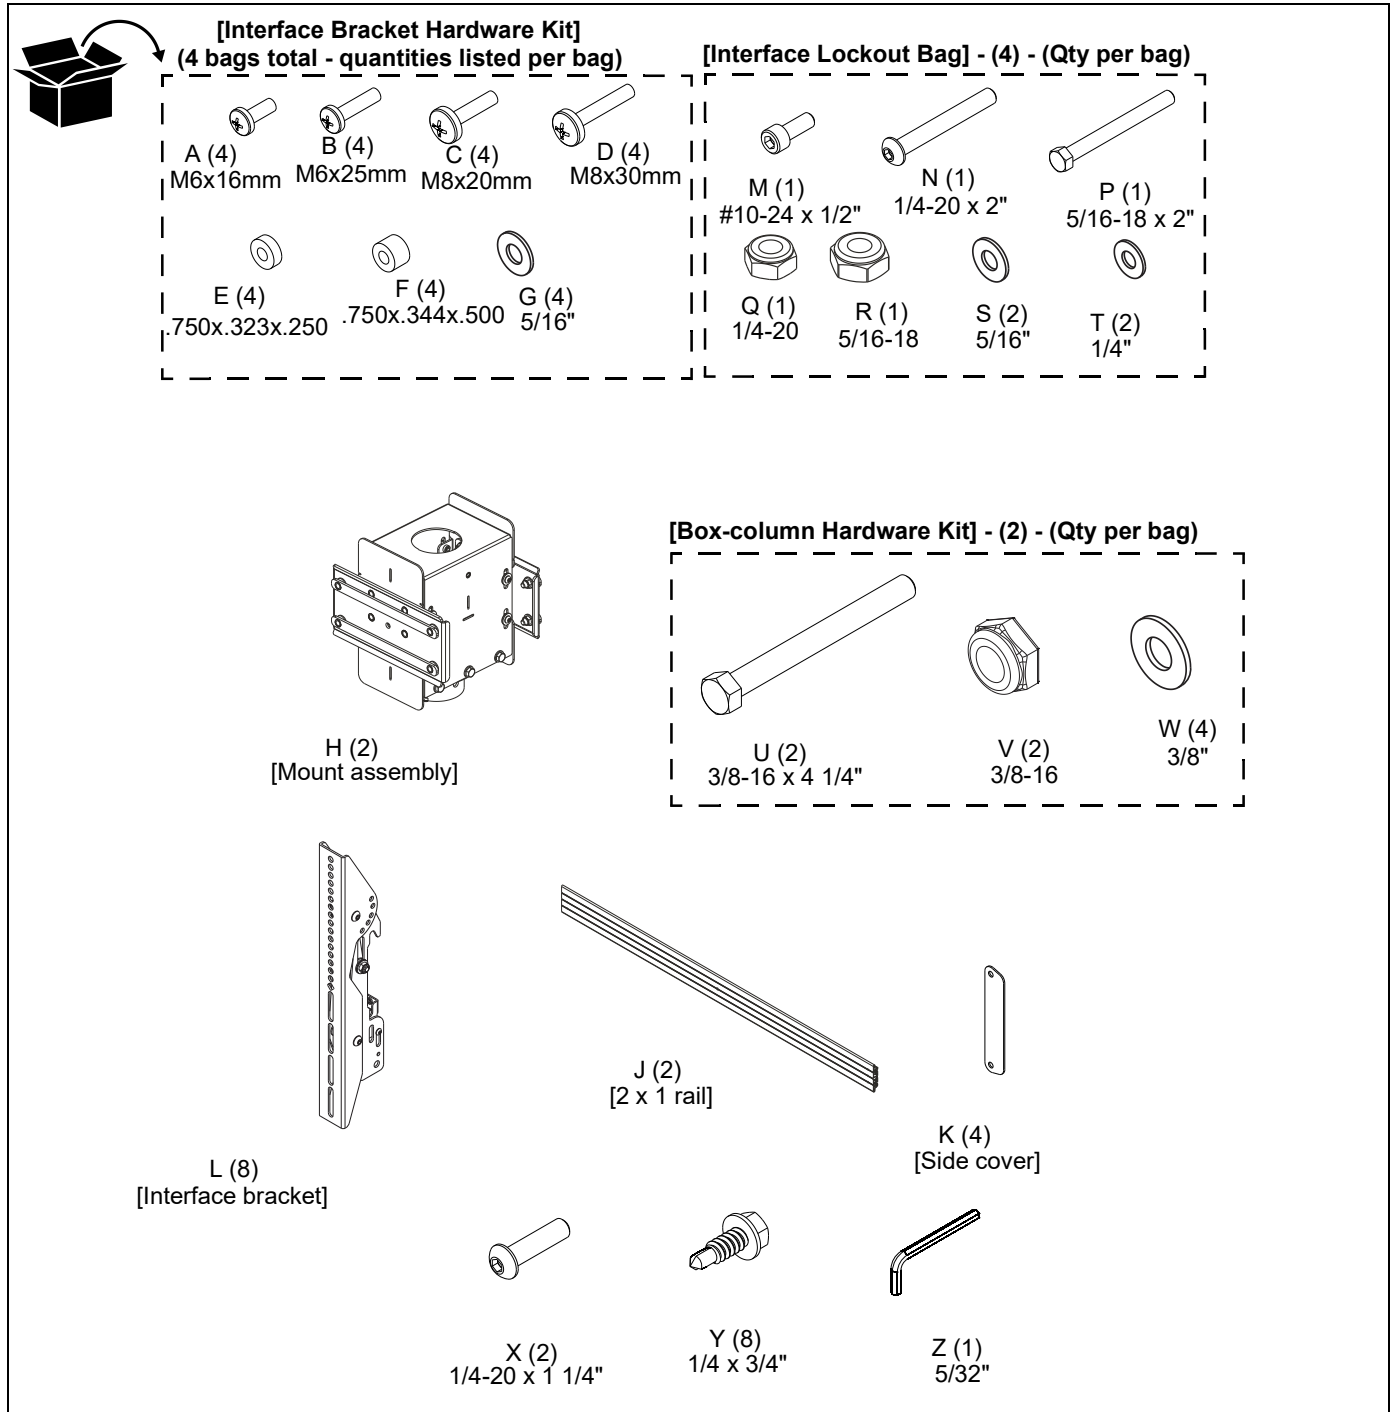 [Interface Bracket Hardware Kit]
(4 bags total - quantities listed per bag)
A (4)
M6x16mm
B (4)
M6x25mm
C (4)
M8x20mm
D (4)
M8x30mm
E (4)
.750x.323x.250
F (4)
.750x.344x.500
G (4)
5/16"
[Interface Lockout Bag] - (4) - (Qty per bag)
M (1)
#10-24 x 1/2"
N (1)
1/4-20 x 2"
P (1)
5/16-18 x 2"
Q (1)
1/4-20
R (1)
5/16-18
S (2)
5/16"
T (2)
1/4"
H (2)
[Mount assembly]
[Box-column Hardware Kit] - (2) - (Qty per bag)
U (2)
3/8-16 x 4 1/4"
V (2)
3/8-16
W (4)
3/8"
L (8)
[Interface bracket]
J (2)
[2 x 1 rail]
K (4)
[Side cover]
X (2)
1/4-20 x 1 1/4"
Y (8)
1/4 x 3/4"
Z (1)
5/32"